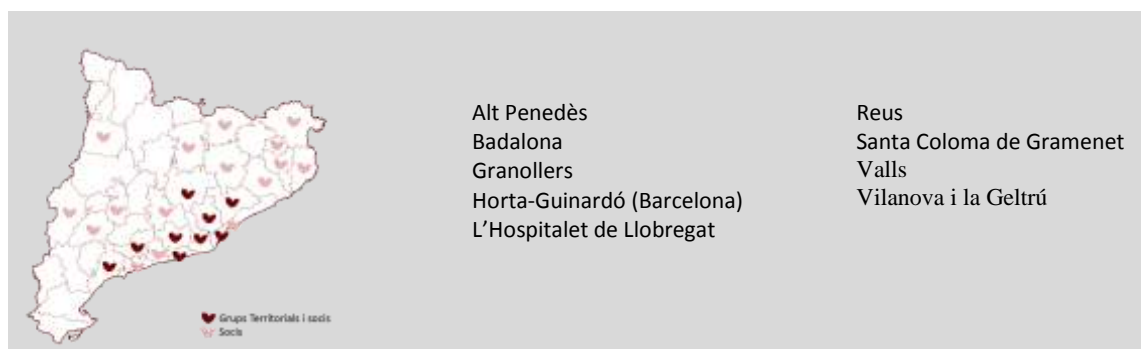 Alt Penedès
Badalona
Granollers
Horta-Guinardó (Barcelona)
L’Hospitalet de Llobregat
Reus
Santa Coloma de Gramenet
Valls
Vilanova i la Geltrú
Grups Territorials i socis
Socis